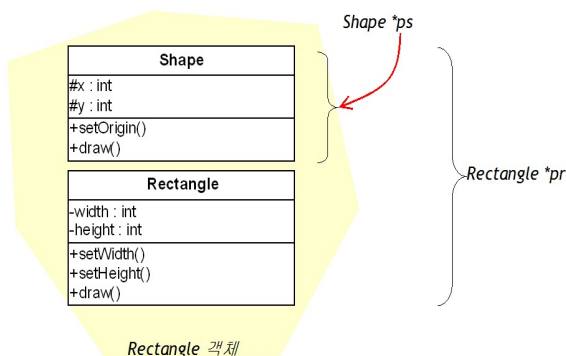 Shape *ps
Shape
#x : int
#y : int
+setOrigin()
+draw()
Rectangle *pr
Rectangle
-width : int
-height : int
+setWidth()
+setHeight()
+draw()
Rectangle 객체